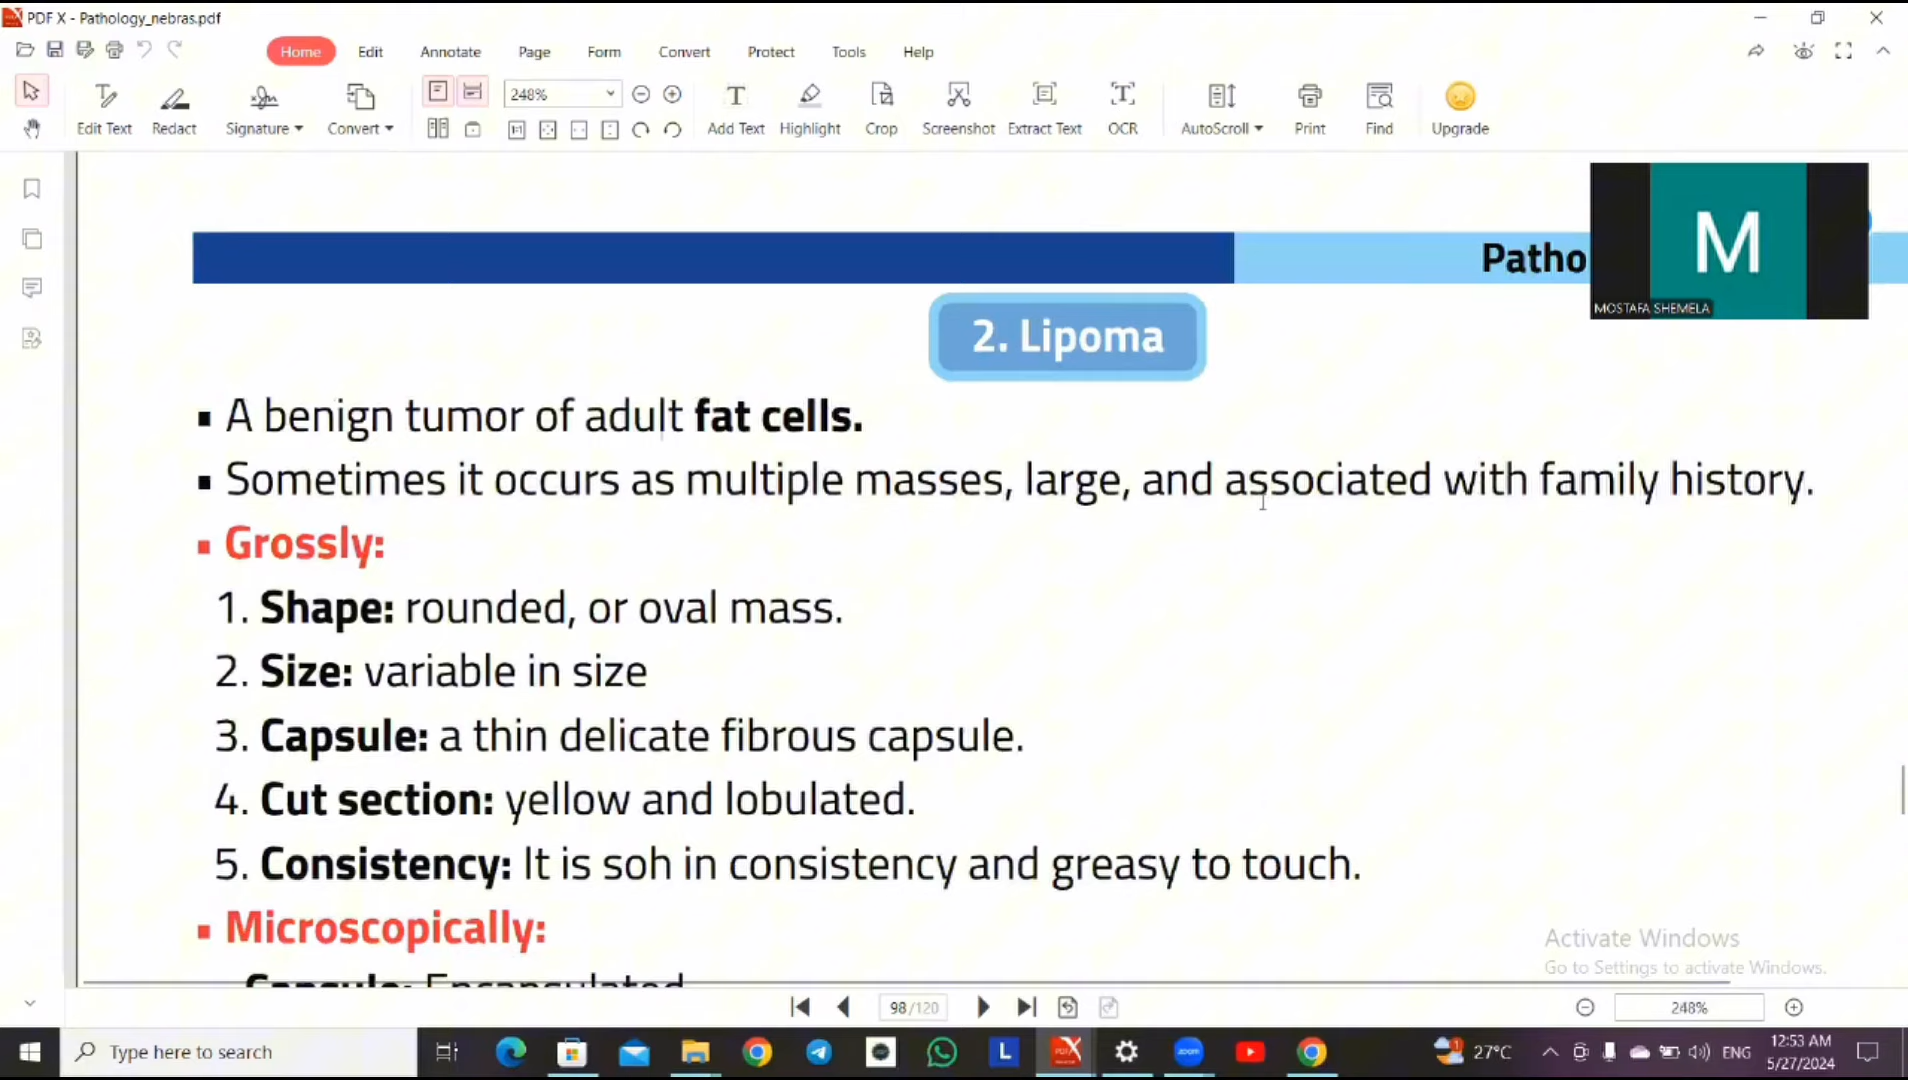 PDF X - Pathology_nebras.pdf
Home Edit Annotate Page Form Convert Protect Tools Help
248%
Edit Text Redact Signature Convert Add Text Highlight Crop Screenshot Extract Text OCR AutoScroll Print Find Upgrade
Patho
M
MOSTAFA SHEMELA
2. Lipoma
▪ A benign tumor of adult fat cells.
▪ Sometimes it occurs as multiple masses, large, and associated with family history.
▪ Grossly:
1. Shape: rounded, or oval mass.
2. Size: variable in size
3. Capsule: a thin delicate fibrous capsule.
4. Cut section: yellow and lobulated.
5. Consistency: It is soh in consistency and greasy to touch.
▪ Microscopically:
Capsule: Encapsulated
Activate Windows
Go to Settings to activate Windows.
98 /120
248%
Type here to search
L
zoom
27°C
ENG
12:53 AM
5/27/2024